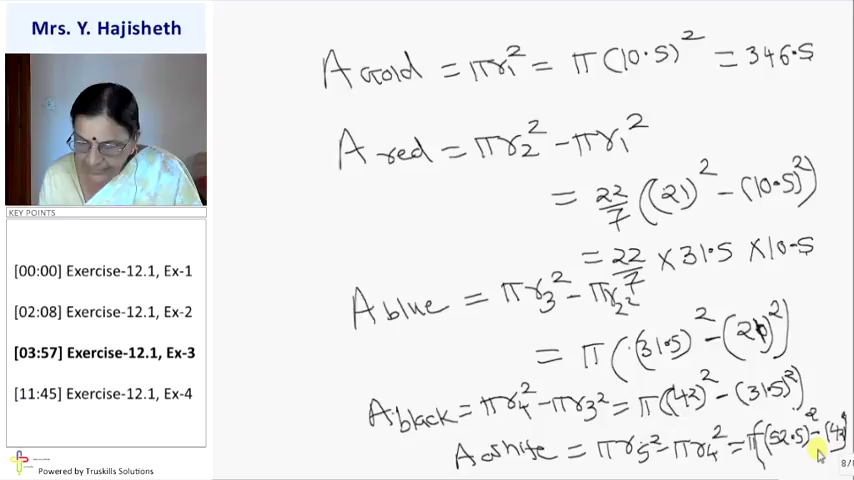 Mrs. Y. Hajisheth
KEY POINTS
[00:00] Exercise-12.1, Ex-1
[02:08] Exercise-12.1, Ex-2
[03:57] Exercise-12.1, Ex-3
[11:45] Exercise-12.1, Ex-4
Powered by Truskills Solutions
A Gold = πr₁² = π(10.5)² = 346.5
A red = πr₂² - πr₁²
= 22/7 ((21)² - (10.5)²)
= 22/7 × 31.5 × 10.5
A blue = πr₃² - πr₂²
= π((31.5)² - (21)²)
A black = πr₄² - πr₃² = π((42)² - (31.5)²)
A white = πr₅² - πr₄² = π((52.5)² - (42)²
8/